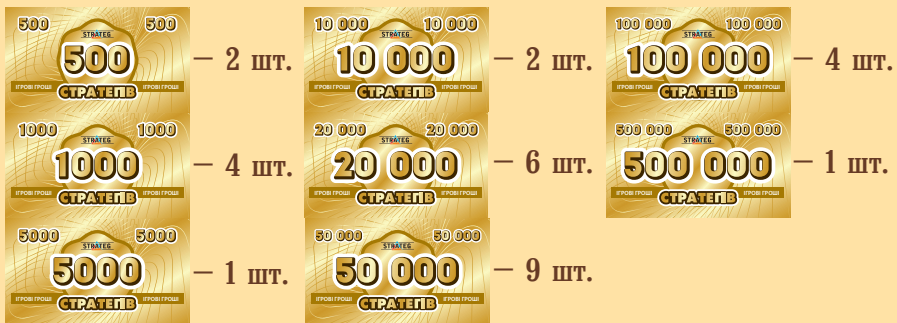 500 500
STRATEG
500
ІГРОВІ ГРОШІ ІГРОВІ ГРОШІ
СТРАТЕГІВ
– 2 шт.
10 000 10 000
STRATEG
10 000
ІГРОВІ ГРОШІ ІГРОВІ ГРОШІ
СТРАТЕГІВ
– 2 шт.
100 000 100 000
STRATEG
100 000
ІГРОВІ ГРОШІ ІГРОВІ ГРОШІ
СТРАТЕГІВ
– 4 шт.
1000 1000
STRATEG
1000
ІГРОВІ ГРОШІ ІГРОВІ ГРОШІ
СТРАТЕГІВ
– 4 шт.
20 000 20 000
STRATEG
20 000
ІГРОВІ ГРОШІ ІГРОВІ ГРОШІ
СТРАТЕГІВ
– 6 шт.
500 000 500 000
STRATEG
500 000
ІГРОВІ ГРОШІ ІГРОВІ ГРОШІ
СТРАТЕГІВ
– 1 шт.
5000 5000
STRATEG
5000
ІГРОВІ ГРОШІ ІГРОВІ ГРОШІ
СТРАТЕГІВ
– 1 шт.
50 000 50 000
STRATEG
50 000
ІГРОВІ ГРОШІ ІГРОВІ ГРОШІ
СТРАТЕГІВ
– 9 шт.